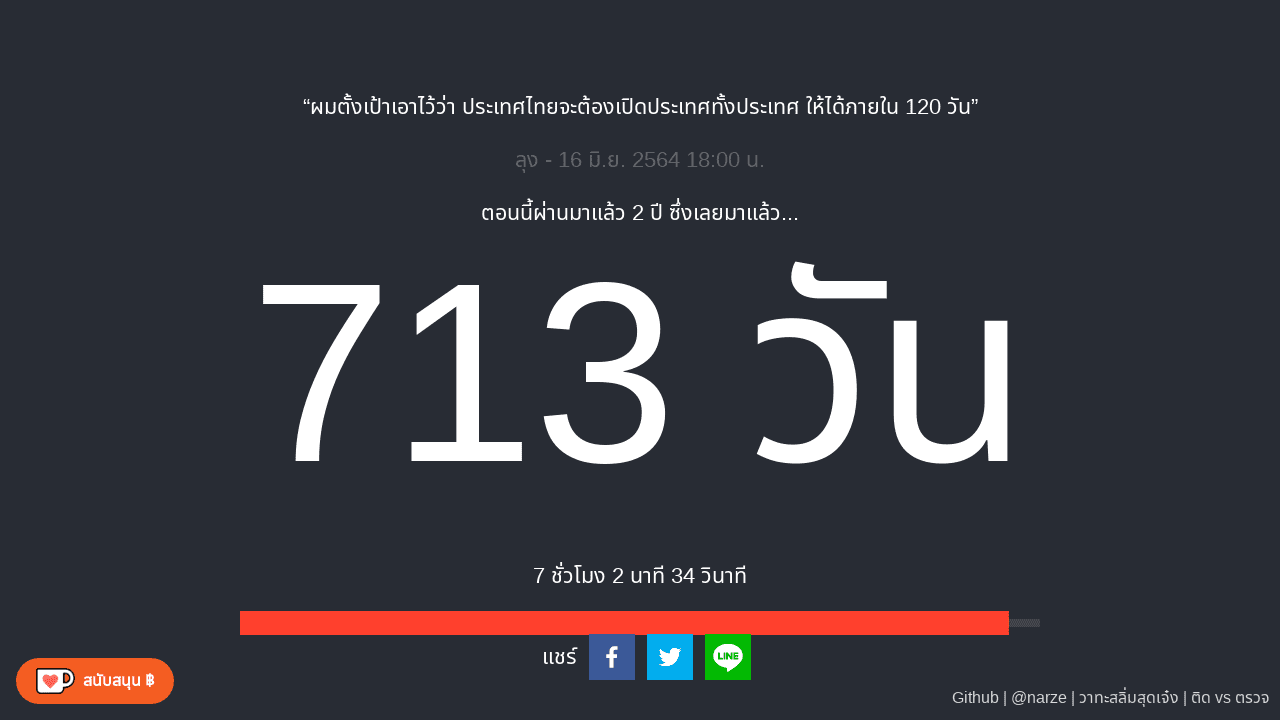 “ผมตั้งเป้าเอาไว้ว่า ประเทศไทยจะต้องเปิดประเทศทั้งประเทศ ให้ได้ภายใน 120 วัน”
ลุง - 16 มิ.ย. 2564 18:00 น.
ตอนนี้ผ่านมาแล้ว 2 ปี ซึ่งเลยมาแล้ว...
713 วัน
7 ชั่วโมง 2 นาที 34 วินาที
แชร์
LINE
สนับสนุน ฿
Github | @narze | วาทะสลิ่มสุดเจ๋ง | ติด vs ตรวจ